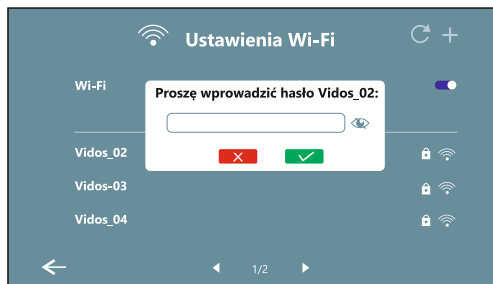 Ustawienia Wi-Fi
Wi-Fi
Proszę wprowadzić hasło Vidos_02:
Vidos_02
Vidos-03
Vidos_04
1/2